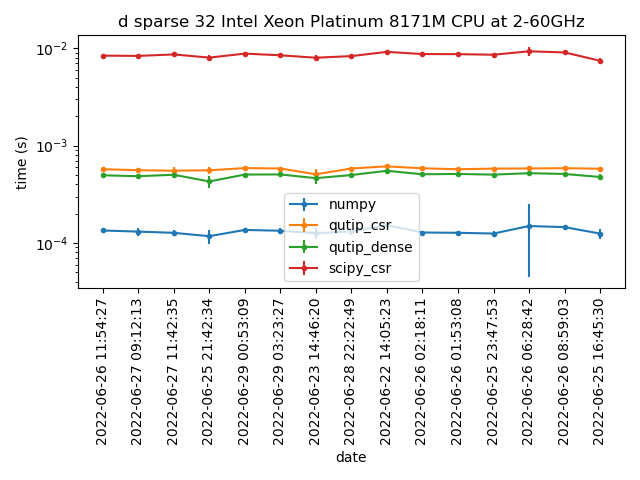 d sparse 32 Intel Xeon Platinum 8171M CPU at 2-60GHz
time (s)
10⁻²
10⁻³
10⁻⁴
numpy
qutip_csr
qutip_dense
scipy_csr
2022-06-26 11:54:27
2022-06-27 09:12:13
2022-06-27 11:42:35
2022-06-25 21:42:34
2022-06-29 00:53:09
2022-06-29 03:23:27
2022-06-23 14:46:20
2022-06-28 22:22:49
2022-06-22 14:05:23
2022-06-26 02:18:11
2022-06-26 01:53:08
2022-06-25 23:47:53
2022-06-26 06:28:42
2022-06-26 08:59:03
2022-06-25 16:45:30
date